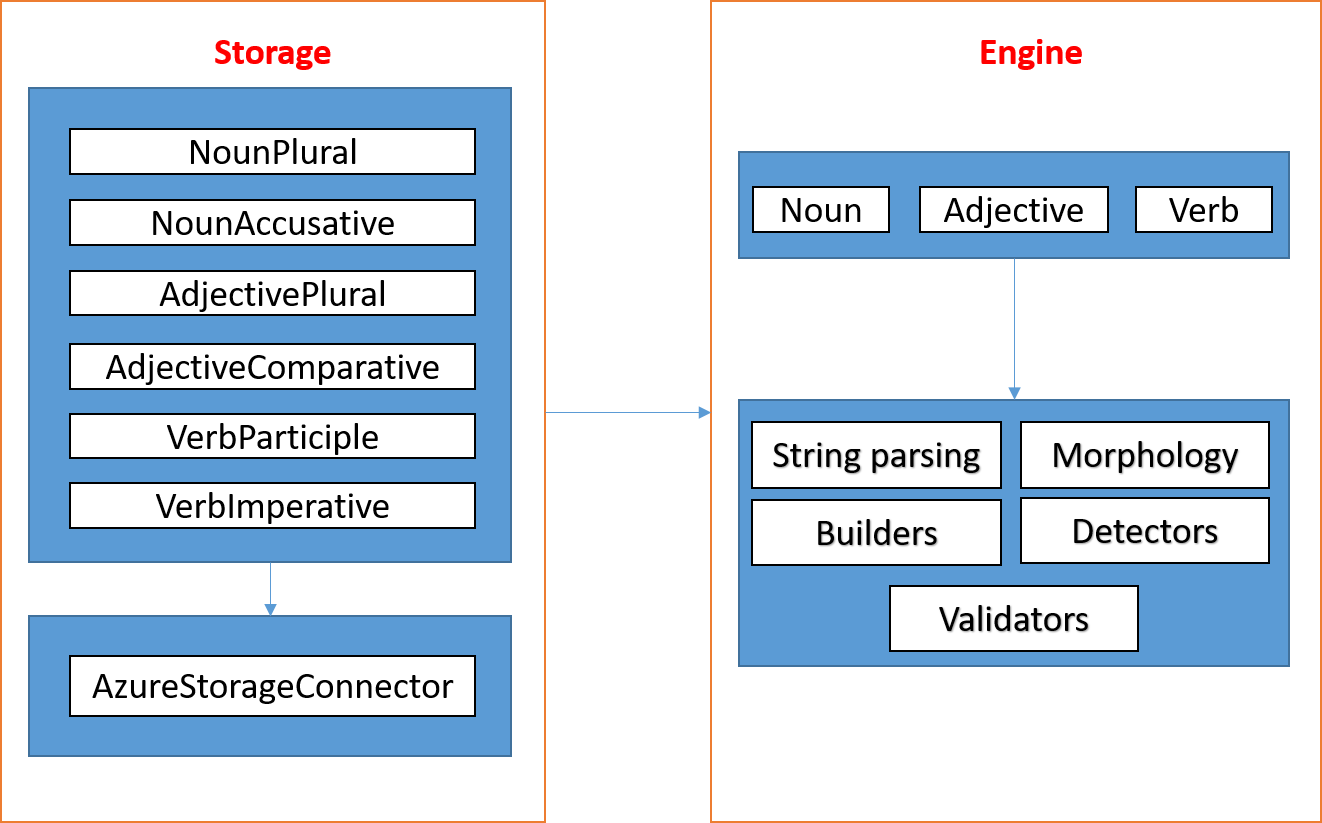 Storage
NounPlural
NounAccusative
AdjectivePlural
AdjectiveComparative
VerbParticiple
VerbImperative
AzureStorageConnector
Engine
Noun
Adjective
Verb
String parsing
Morphology
Builders
Detectors
Validators